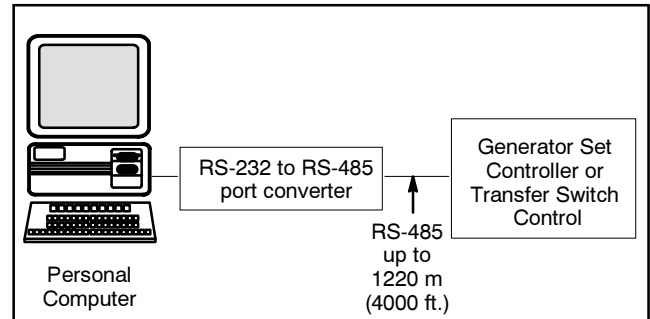 Personal
Computer
RS-232 to RS-485
port converter
RS-485
up to
1220 m
(4000 ft.)
Generator Set
Controller or
Transfer Switch
Control